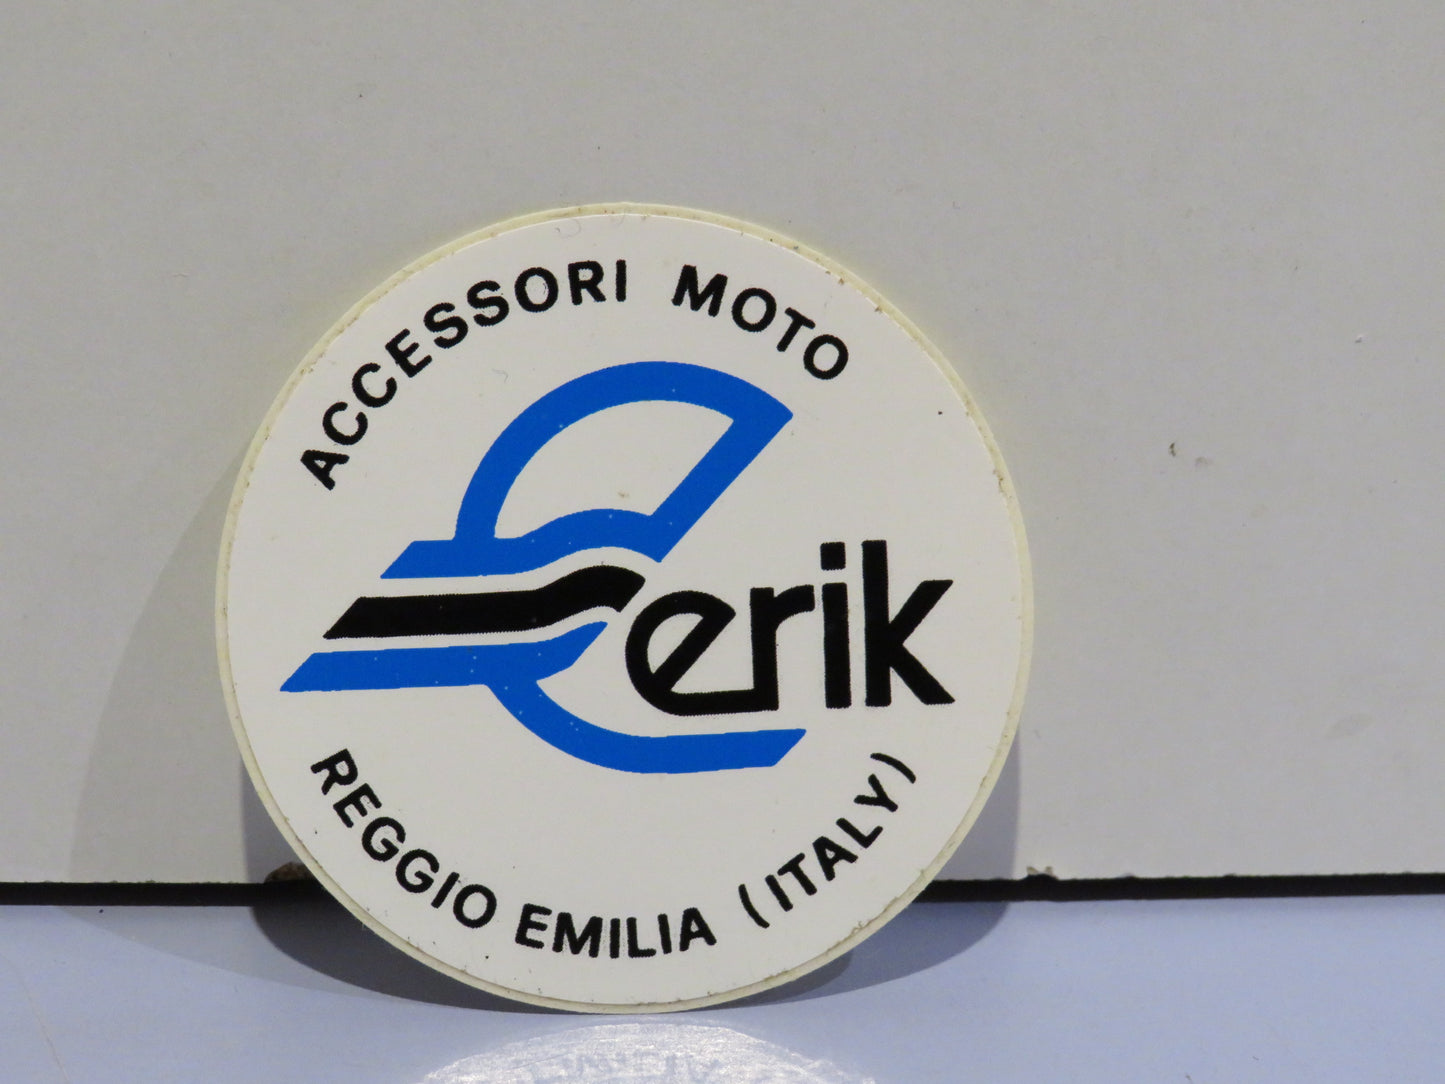 ACCESSORI MOTO
erik
REGGIO EMILIA (ITALY)